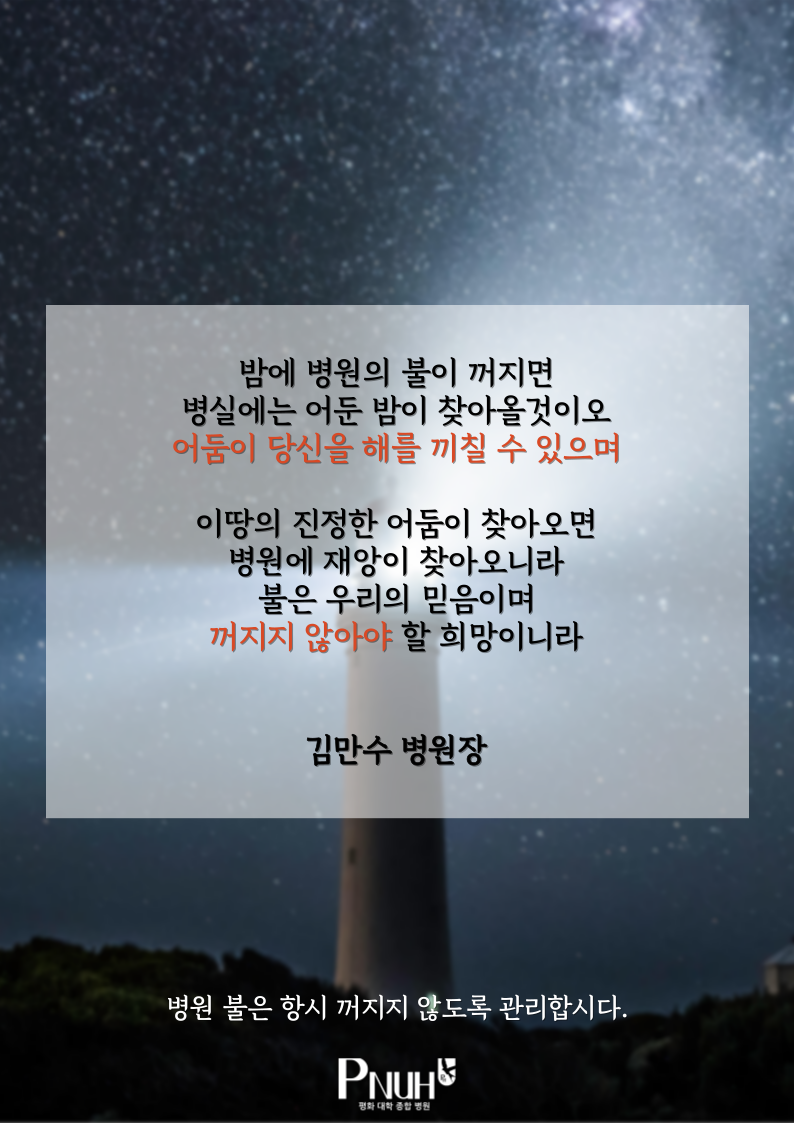 밤에 병원의 불이 꺼지면
병실에는 어둔 밤이 찾아올것이오
어둠이 당신을 해를 끼칠 수 있으며
이땅의 진정한 어둠이 찾아오면
병원에 재앙이 찾아오니라
불은 우리의 믿음이며
꺼지지 않아야 할 희망이니라
김만수 병원장
병원 불은 항시 꺼지지 않도록 관리합시다.
PNUH
평화 대학 종합 병원